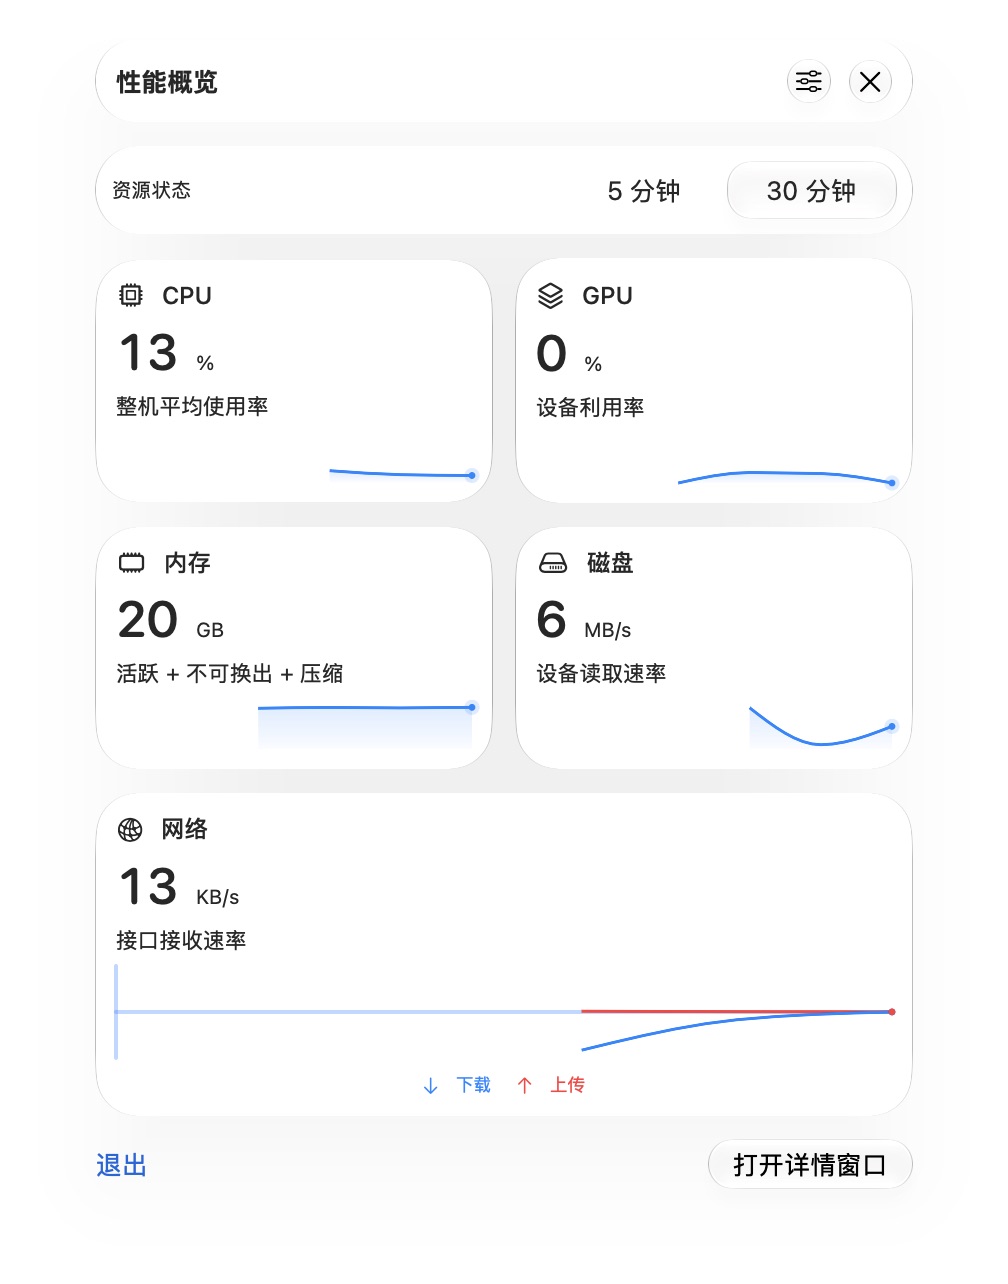 性能概览
资源状态
5 分钟
30 分钟
CPU
13 %
整机平均使用率
GPU
0 %
设备利用率
内存
20 GB
活跃 + 不可换出 + 压缩
磁盘
6 MB/s
设备读取速率
网络
13 KB/s
接口接收速率
↓ 下载 ↑ 上传
退出
打开详情窗口